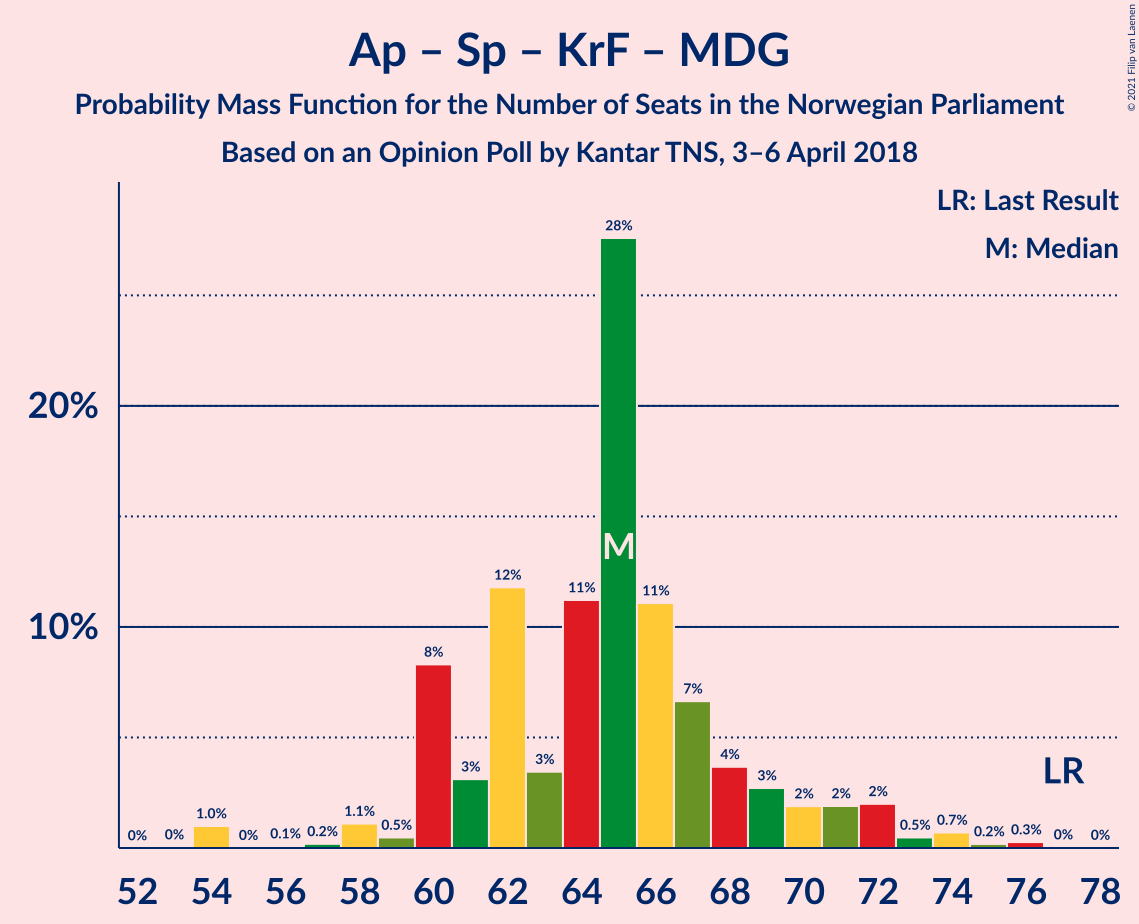 © 2021 Filip van Laenen
Ap – Sp – KrF – MDG
Probability Mass Function for the Number of Seats in the Norwegian Parliament
Based on an Opinion Poll by Kantar TNS, 3–6 April 2018
LR: Last Result
M: Median
20%
10%
0% 0% 1.0% 0% 0.1% 0.2% 1.1% 0.5% 8% 3% 12% 3% 11% 28% 11% 7% 4% 3% 2% 2% 2% 0.5% 0.7% 0.2% 0.3% 0% 0%
M
LR
52 54 56 58 60 62 64 66 68 70 72 74 76 78